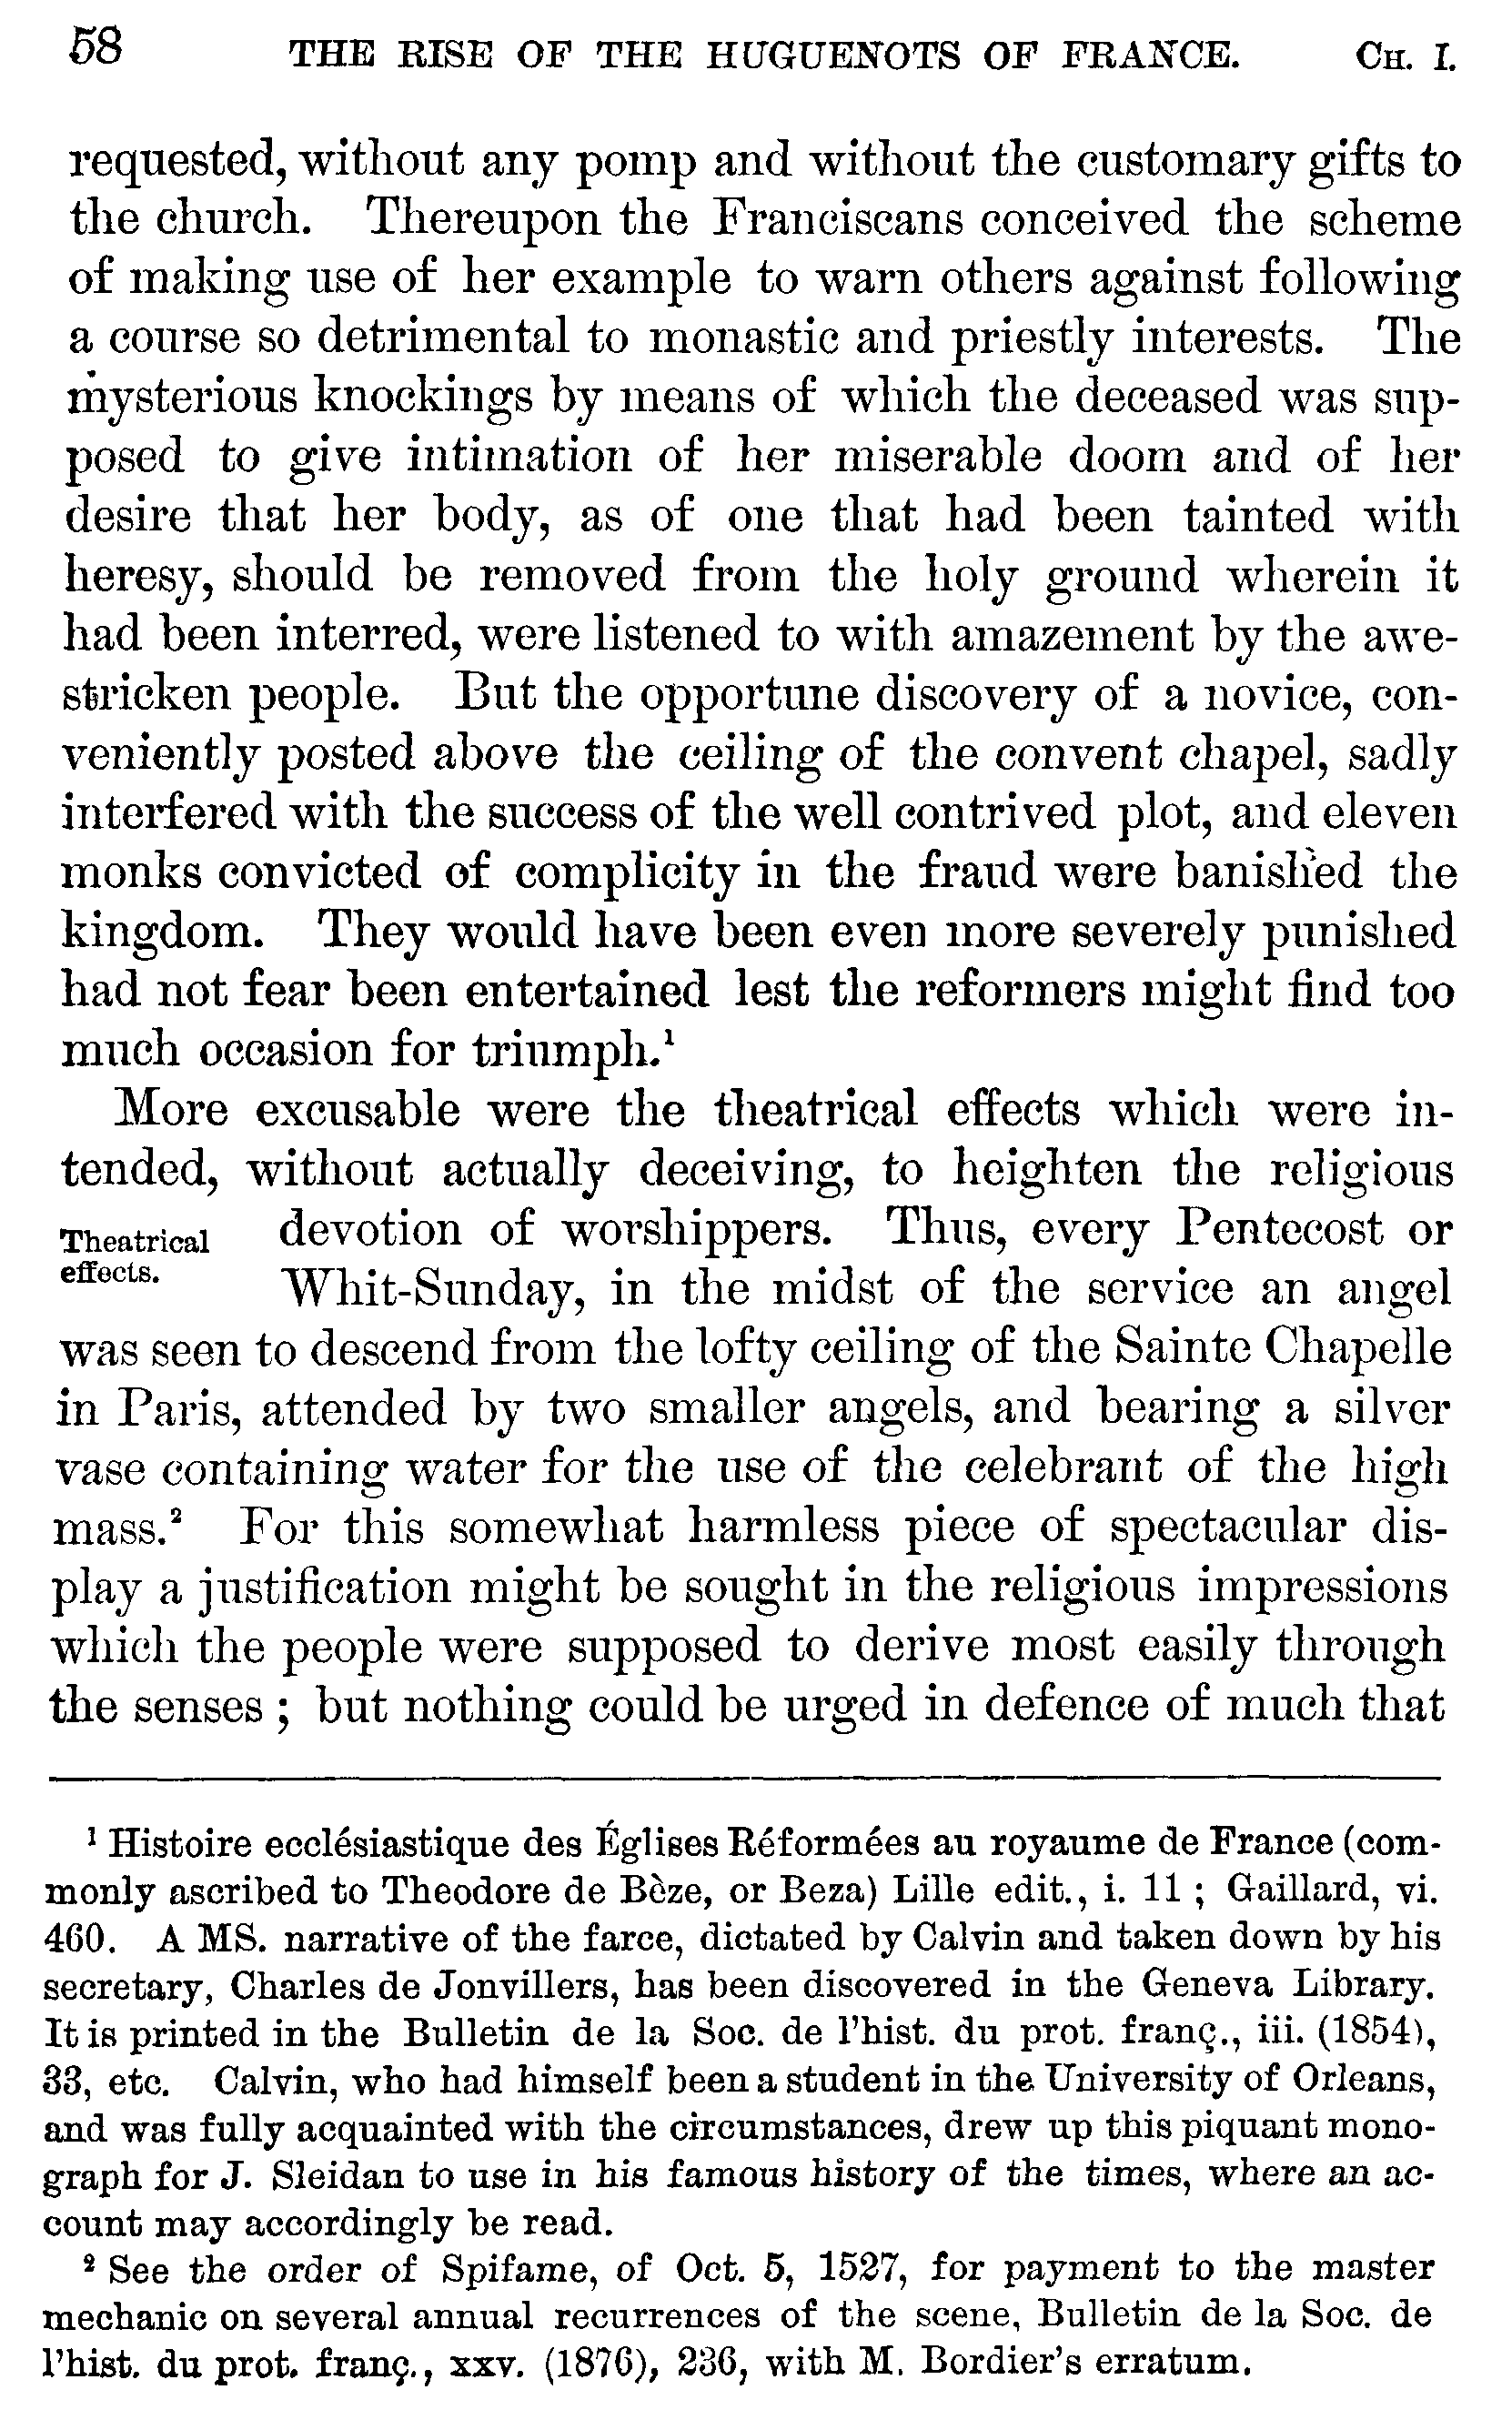 58 THE RISE OF THE HUGUENOTS OF FRANCE. CH. I.
requested, without any pomp and without the customary gifts to
the church. Thereupon the Franciscans conceived the scheme
of making use of her example to warn others against following
a course so detrimental to monastic and priestly interests. The
mysterious knockings by means of which the deceased was sup-
posed to give intimation of her miserable doom and of her
desire that her body, as of one that had been tainted with
heresy, should be removed from the holy ground wherein it
had been interred, were listened to with amazement by the awe-
stricken people. But the opportune discovery of a novice, con-
veniently posted above the ceiling of the convent chapel, sadly
interfered with the success of the well contrived plot, and eleven
monks convicted of complicity in the fraud were banished the
kingdom. They would have been even more severely punished
had not fear been entertained lest the reformers might find too
much occasion for triumph.¹
More excusable were the theatrical effects which were in-
tended, without actually deceiving, to heighten the religious
Theatrical
effects.
devotion of worshippers. Thus, every Pentecost or
Whit-Sunday, in the midst of the service an angel
was seen to descend from the lofty ceiling of the Sainte Chapelle
in Paris, attended by two smaller angels, and bearing a silver
vase containing water for the use of the celebrant of the high
mass.² For this somewhat harmless piece of spectacular dis-
play a justification might be sought in the religious impressions
which the people were supposed to derive most easily through
the senses ; but nothing could be urged in defence of much that
¹ Histoire ecclésiastique des Églises Réformées au royaume de France (com-
monly ascribed to Theodore de Bèze, or Beza) Lille edit., i. 11 ; Gaillard, vi.
460. A MS. narrative of the farce, dictated by Calvin and taken down by his
secretary, Charles de Jonvillers, has been discovered in the Geneva Library.
It is printed in the Bulletin de la Soc. de l'hist. du prot. franç., iii. (1854),
33, etc. Calvin, who had himself been a student in the University of Orleans,
and was fully acquainted with the circumstances, drew up this piquant mono-
graph for J. Sleidan to use in his famous history of the times, where an ac-
count may accordingly be read.
² See the order of Spifame, of Oct. 5, 1527, for payment to the master
mechanic on several annual recurrences of the scene, Bulletin de la Soc. de
l'hist. du prot. franç., xxv. (1876), 236, with M. Bordier's erratum.